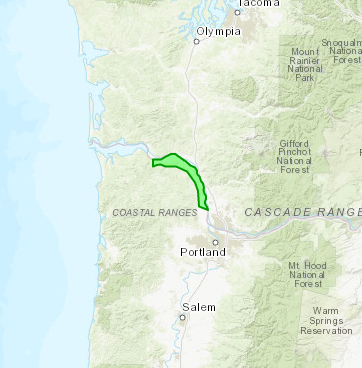 Tacoma
Olympia
Snoqualm
National
Forest
Mount
Rainier
National
Park
Gifford
Pinchot
National
Forest
COASTAL RANGES
CASCADE RANGE
Portland
Mt Hood
National
Forest
Salem
Warm
Springs
Reservation